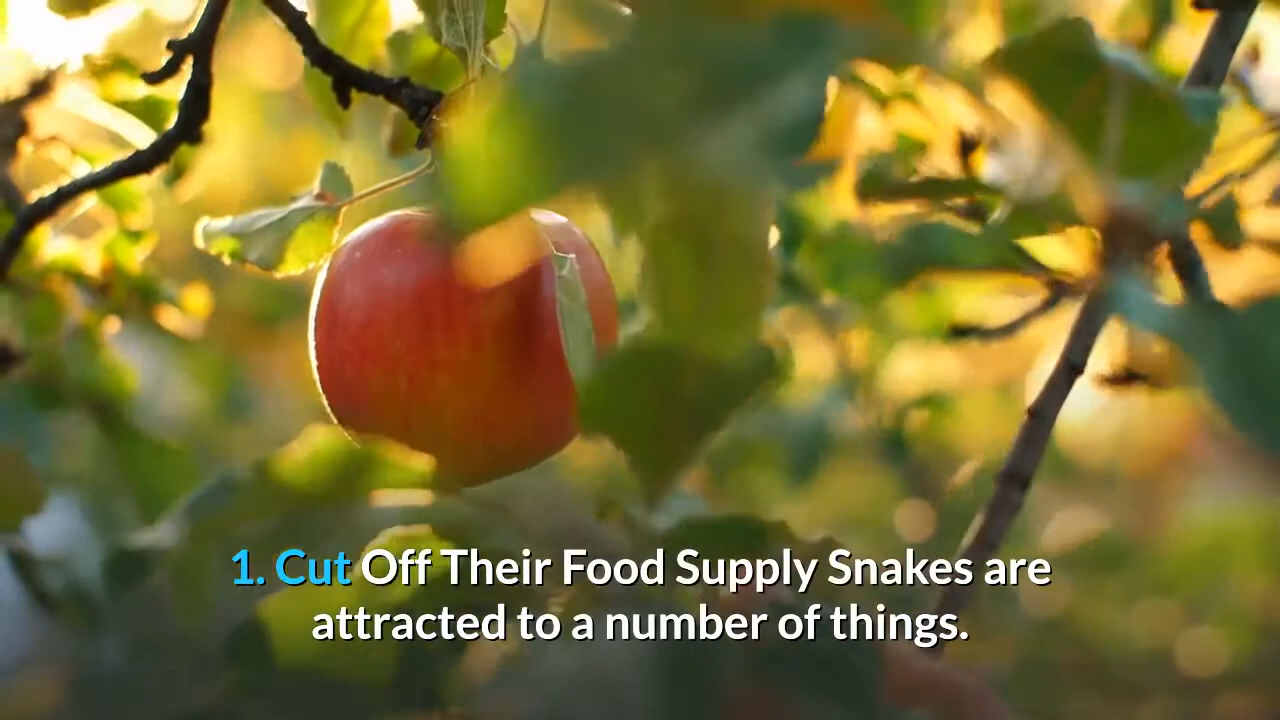 1. Cut Off Their Food Supply Snakes are
attracted to a number of things.